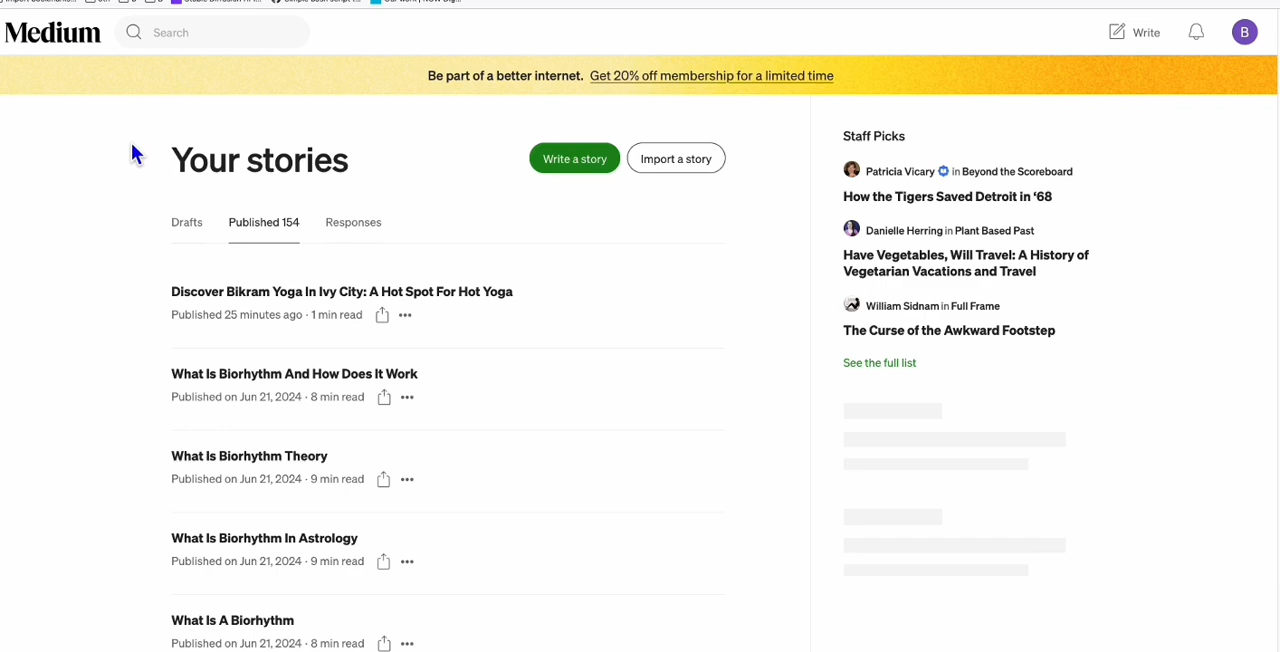 Medium
Search
Write
B
Be part of a better internet. Get 20% off membership for a limited time
Your stories
Write a story
Import a story
Drafts
Published 154
Responses
Discover Bikram Yoga In Ivy City: A Hot Spot For Hot Yoga
Published 25 minutes ago · 1 min read
What Is Biorhythm And How Does It Work
Published on Jun 21, 2024 · 8 min read
What Is Biorhythm Theory
Published on Jun 21, 2024 · 9 min read
What Is Biorhythm In Astrology
Published on Jun 21, 2024 · 9 min read
What Is A Biorhythm
Published on Jun 21, 2024 · 8 min read
Staff Picks
Patricia Vicary in Beyond the Scoreboard
How the Tigers Saved Detroit in ‘68
Danielle Herring in Plant Based Past
Have Vegetables, Will Travel: A History of
Vegetarian Vacations and Travel
William Sidnam in Full Frame
The Curse of the Awkward Footstep
See the full list